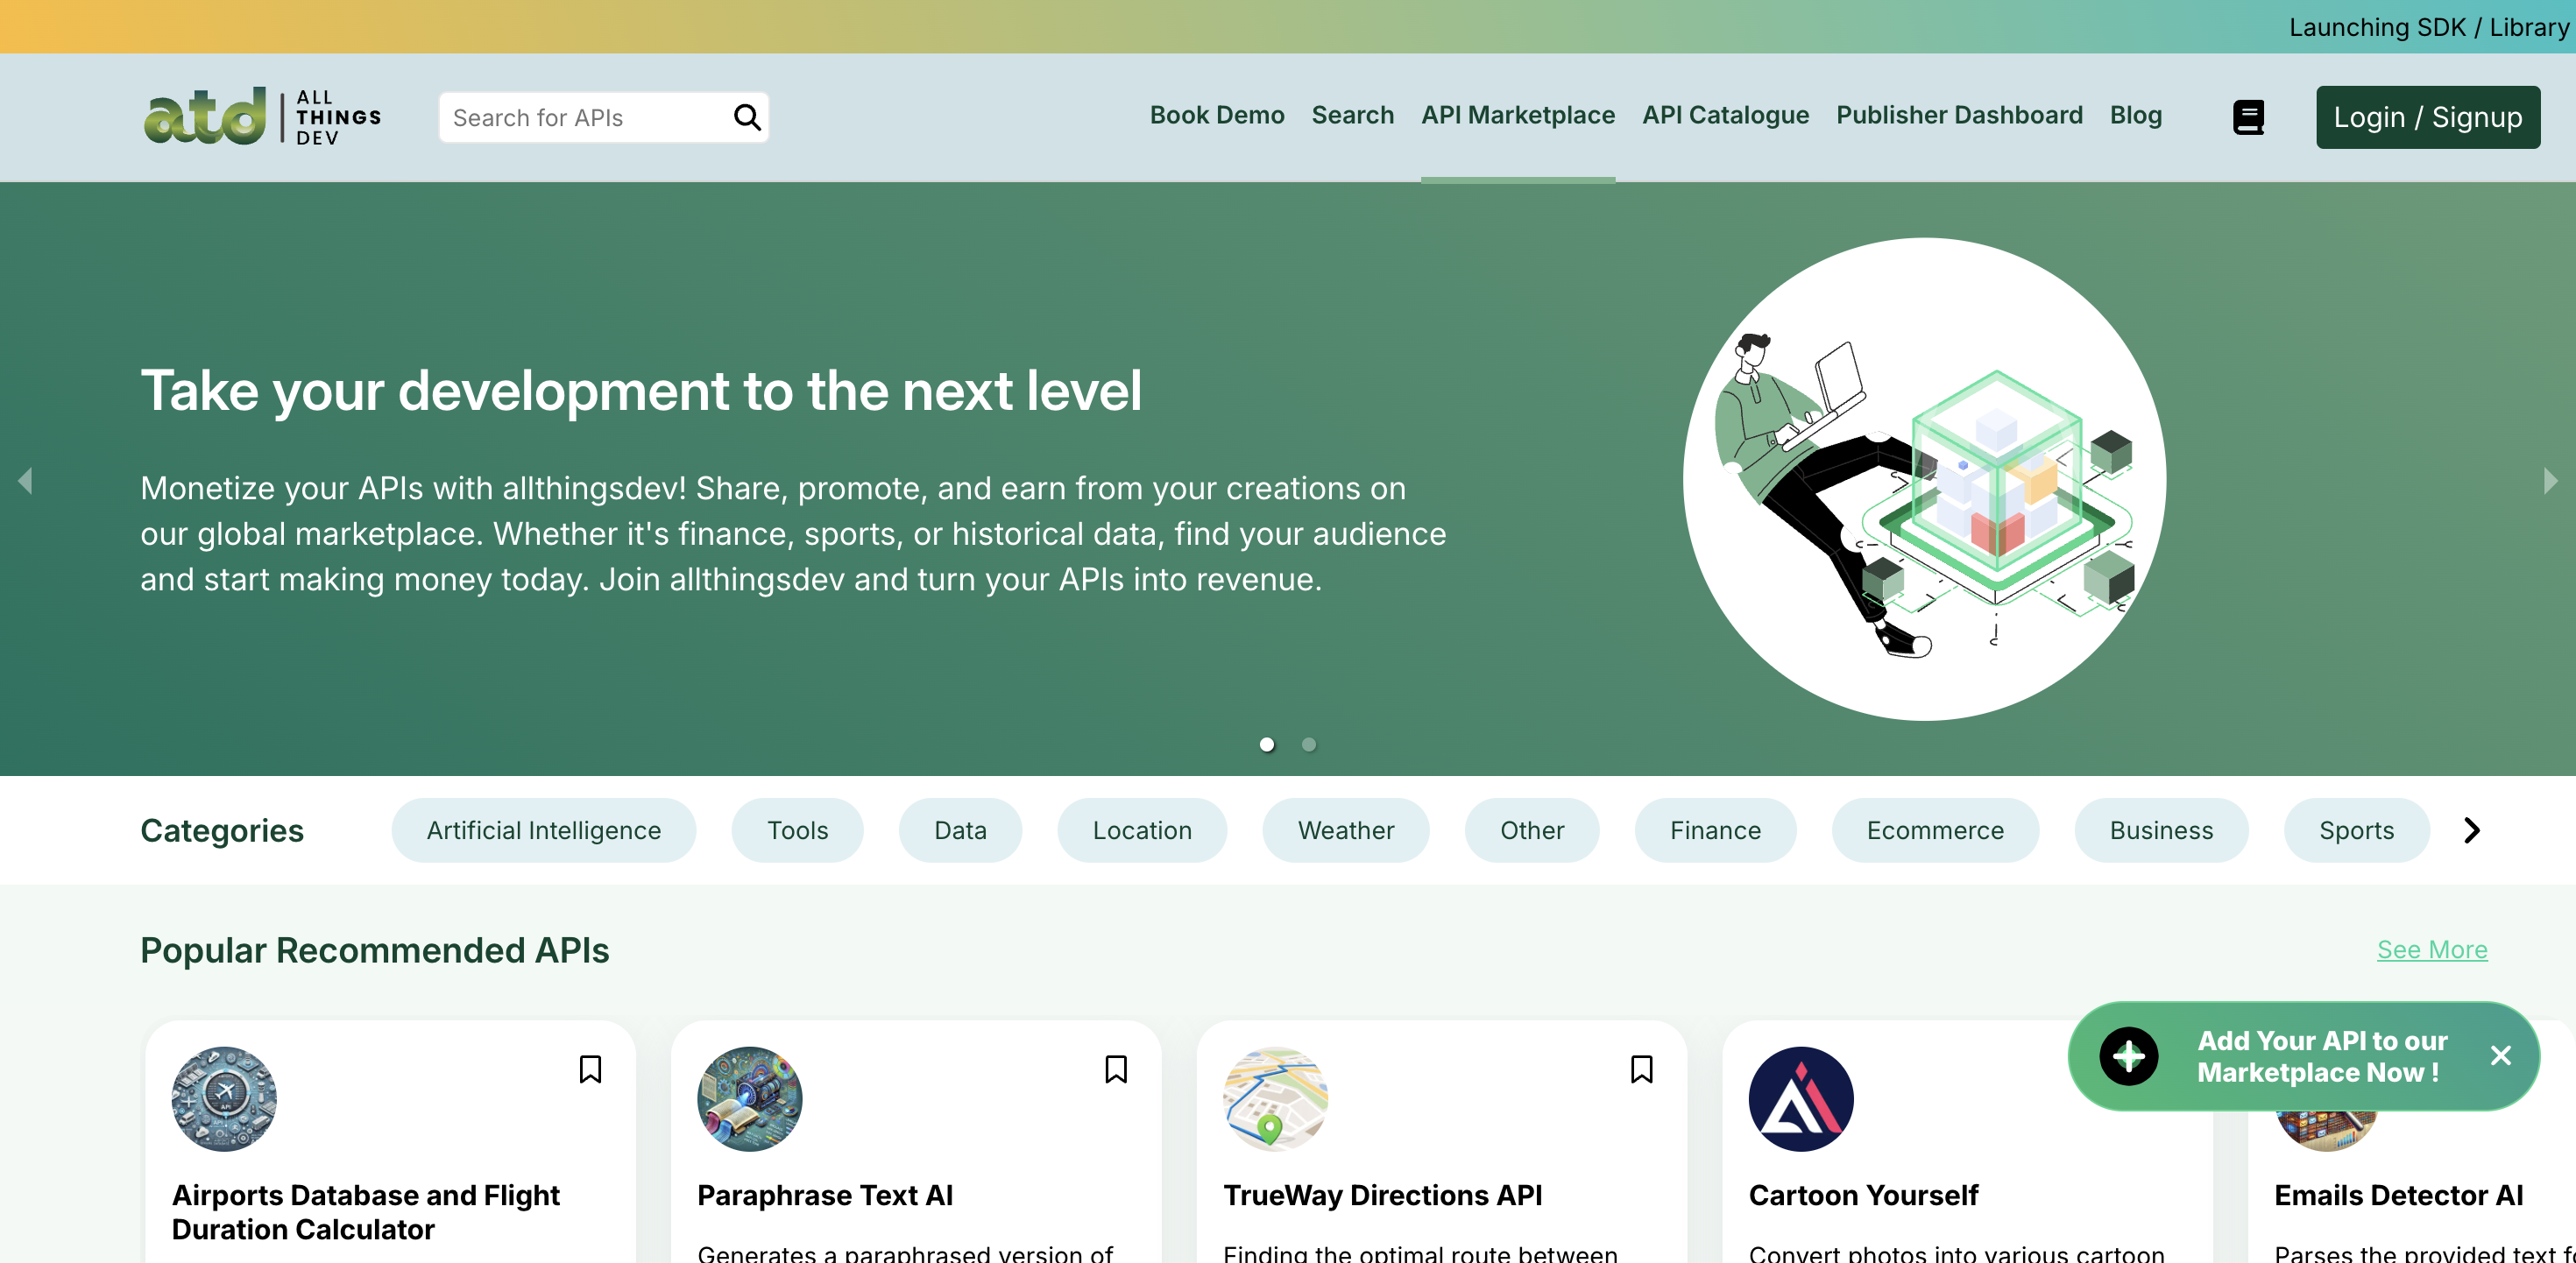 Launching SDK / Library
atd
ALL
THINGS
DEV
Search for APIs
Book Demo
Search
API Marketplace
API Catalogue
Publisher Dashboard
Blog
Login / Signup
Take your development to the next level
Monetize your APIs with allthingsdev! Share, promote, and earn from your creations on
our global marketplace. Whether it's finance, sports, or historical data, find your audience
and start making money today. Join allthingsdev and turn your APIs into revenue.
Categories
Artificial Intelligence
Tools
Data
Location
Weather
Other
Finance
Ecommerce
Business
Sports
Popular Recommended APIs
See More
Add Your API to our
Marketplace Now !
Airports Database and Flight
Duration Calculator
Paraphrase Text AI
Generates a paraphrased version of
TrueWay Directions API
Finding the optimal route between
Cartoon Yourself
Convert photos into various cartoon
Emails Detector AI
Parses the provided text